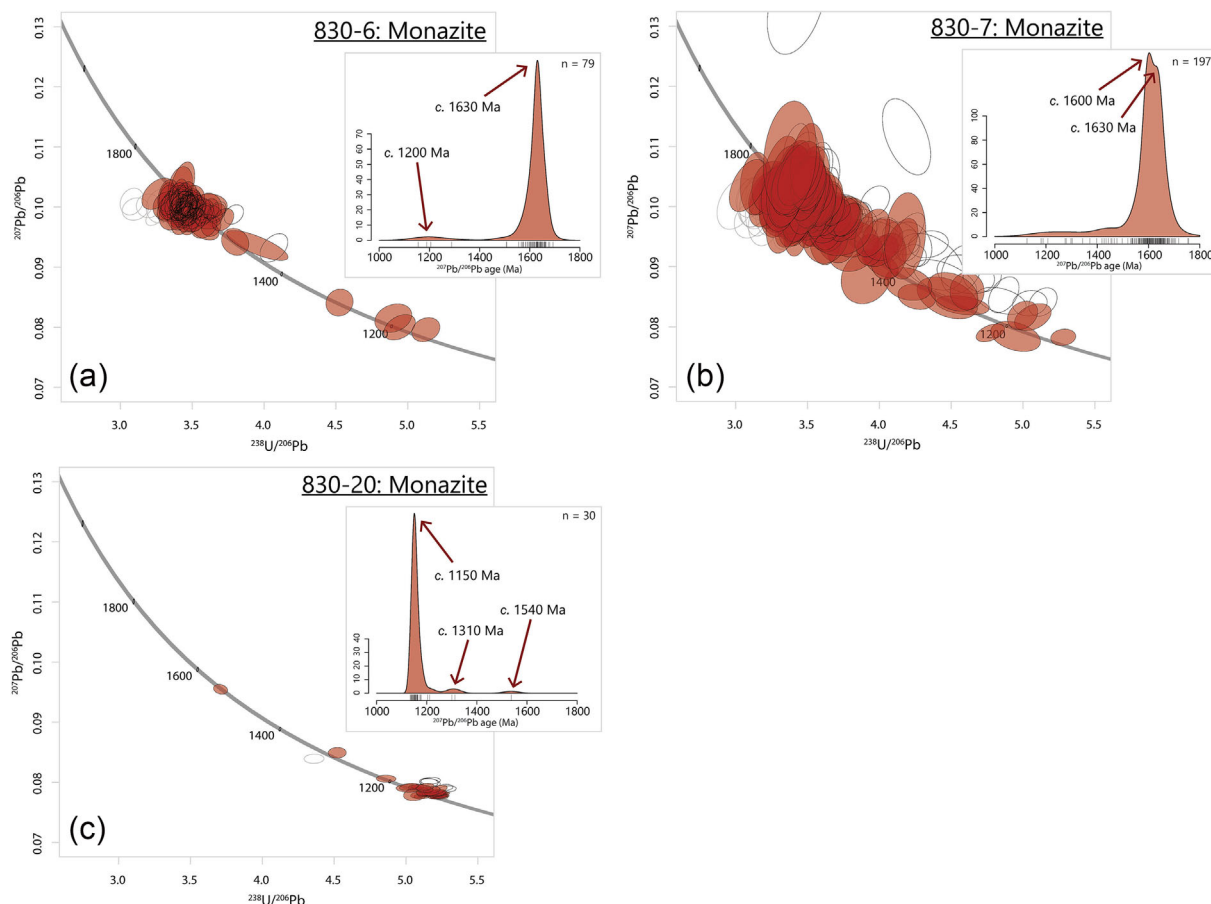 830-6: Monazite
n = 79
c. 1630 Ma
c. 1200 Ma
0 10 20 30 40 50 60 70
1000 1200 1400 1600 1800
²⁰⁷Pb/²⁰⁶Pb age (Ma)
1800
1400
1200
0.13
0.12
0.11
0.10
0.09
0.08
0.07
²⁰⁷Pb/²⁰⁶Pb
(a)
3.0 3.5 4.0 4.5 5.0 5.5
²³⁸U/²⁰⁶Pb
830-7: Monazite
n = 197
c. 1600 Ma
c. 1630 Ma
0 20 40 60 80 100
1000 1200 1400 1600 1800
²⁰⁷Pb/²⁰⁶Pb age (Ma)
1800
1400
1200
0.13
0.12
0.11
0.10
0.09
0.08
0.07
²⁰⁷Pb/²⁰⁶Pb
(b)
3.0 3.5 4.0 4.5 5.0 5.5
²³⁸U/²⁰⁶Pb
830-20: Monazite
n = 30
c. 1150 Ma
c. 1540 Ma
c. 1310 Ma
0 10 20 30 40
1000 1200 1400 1600 1800
²⁰⁷Pb/²⁰⁶Pb age (Ma)
1800
1600
1400
1200
0.13
0.12
0.11
0.10
0.09
0.08
0.07
²⁰⁷Pb/²⁰⁶Pb
(c)
3.0 3.5 4.0 4.5 5.0 5.5
²³⁸U/²⁰⁶Pb